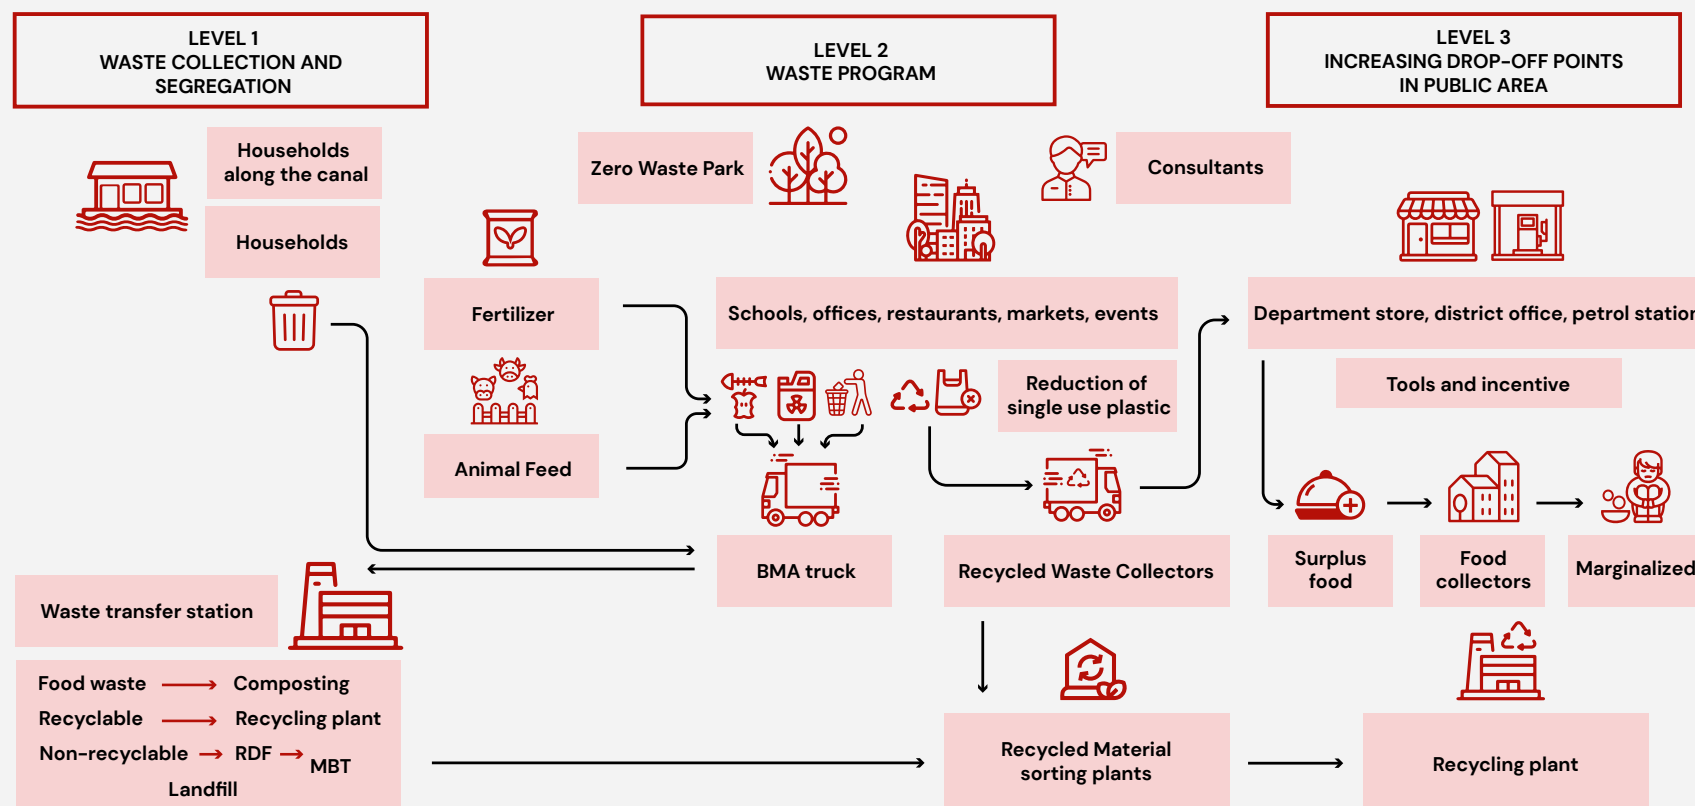 LEVEL 1
WASTE COLLECTION AND
SEGREGATION
LEVEL 2
WASTE PROGRAM
LEVEL 3
INCREASING DROP-OFF POINTS
IN PUBLIC AREA
Households
along the canal
Households
Zero Waste Park
Consultants
Fertilizer
Schools, offices, restaurants, markets, events
Department store, district office, petrol station
Reduction of
single use plastic
Tools and incentive
Animal Feed
BMA truck
Recycled Waste Collectors
Surplus
food
Food
collectors
Marginalized
Waste transfer station
Food waste → Composting
Recyclable → Recycling plant
Non-recyclable → RDF → MBT
Landfill
Recycled Material
sorting plants
Recycling plant